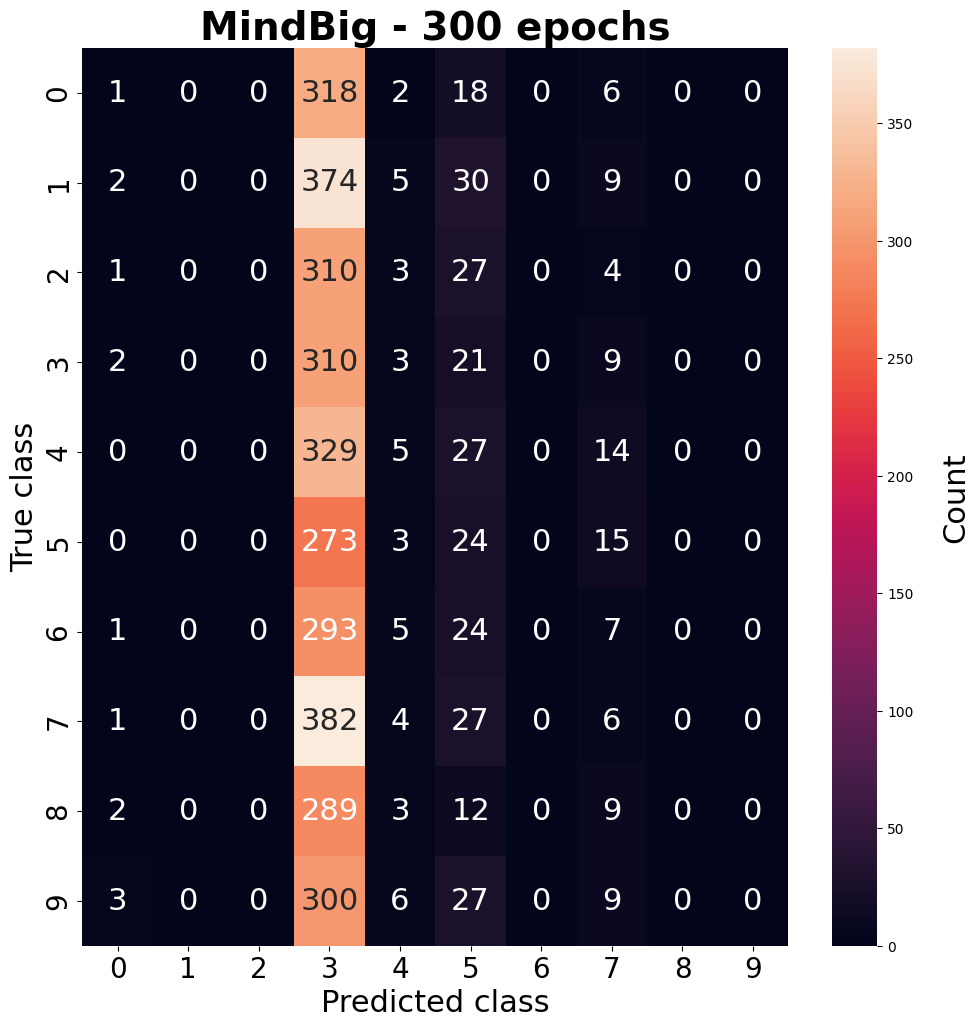 MindBig - 300 epochs
True class
0 1 0 0 318 2 18 0 6 0 0
1 2 0 0 374 5 30 0 9 0 0
2 1 0 0 310 3 27 0 4 0 0
3 2 0 0 310 3 21 0 9 0 0
4 0 0 0 329 5 27 0 14 0 0
5 0 0 0 273 3 24 0 15 0 0
6 1 0 0 293 5 24 0 7 0 0
7 1 0 0 382 4 27 0 6 0 0
8 2 0 0 289 3 12 0 9 0 0
9 3 0 0 300 6 27 0 9 0 0
0 1 2 3 4 5 6 7 8 9
Predicted class
350
300
250
200
150
100
50
0
Count